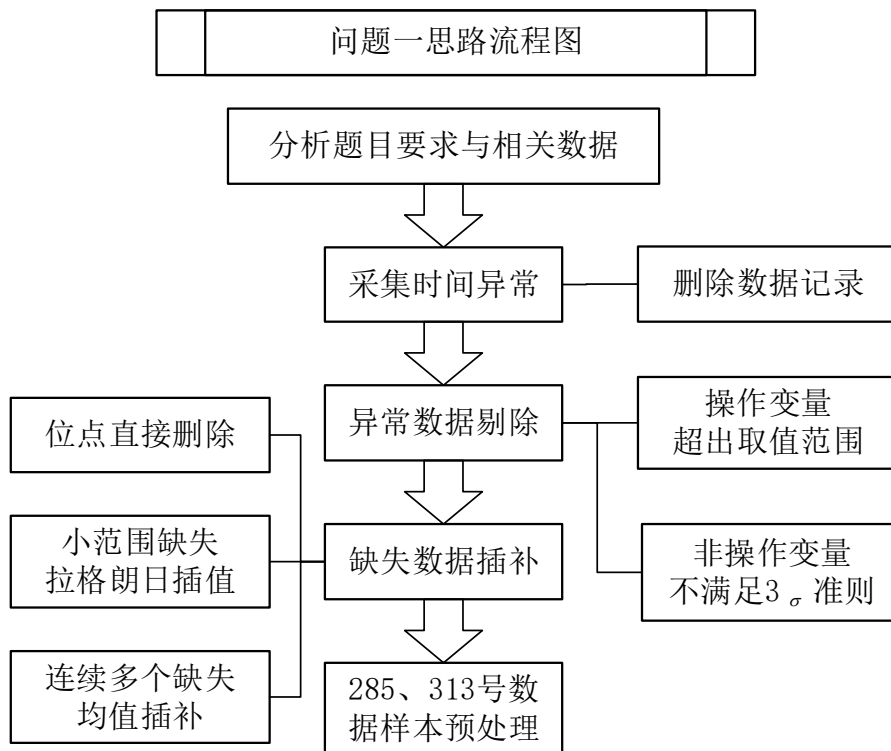 问题一思路流程图
分析题目要求与相关数据
采集时间异常
删除数据记录
异常数据剔除
操作变量
超出取值范围
位点直接删除
缺失数据插补
小范围缺失
拉格朗日插值
非操作变量
不满足3σ准则
连续多个缺失
均值插补
285、313号数
据样本预处理